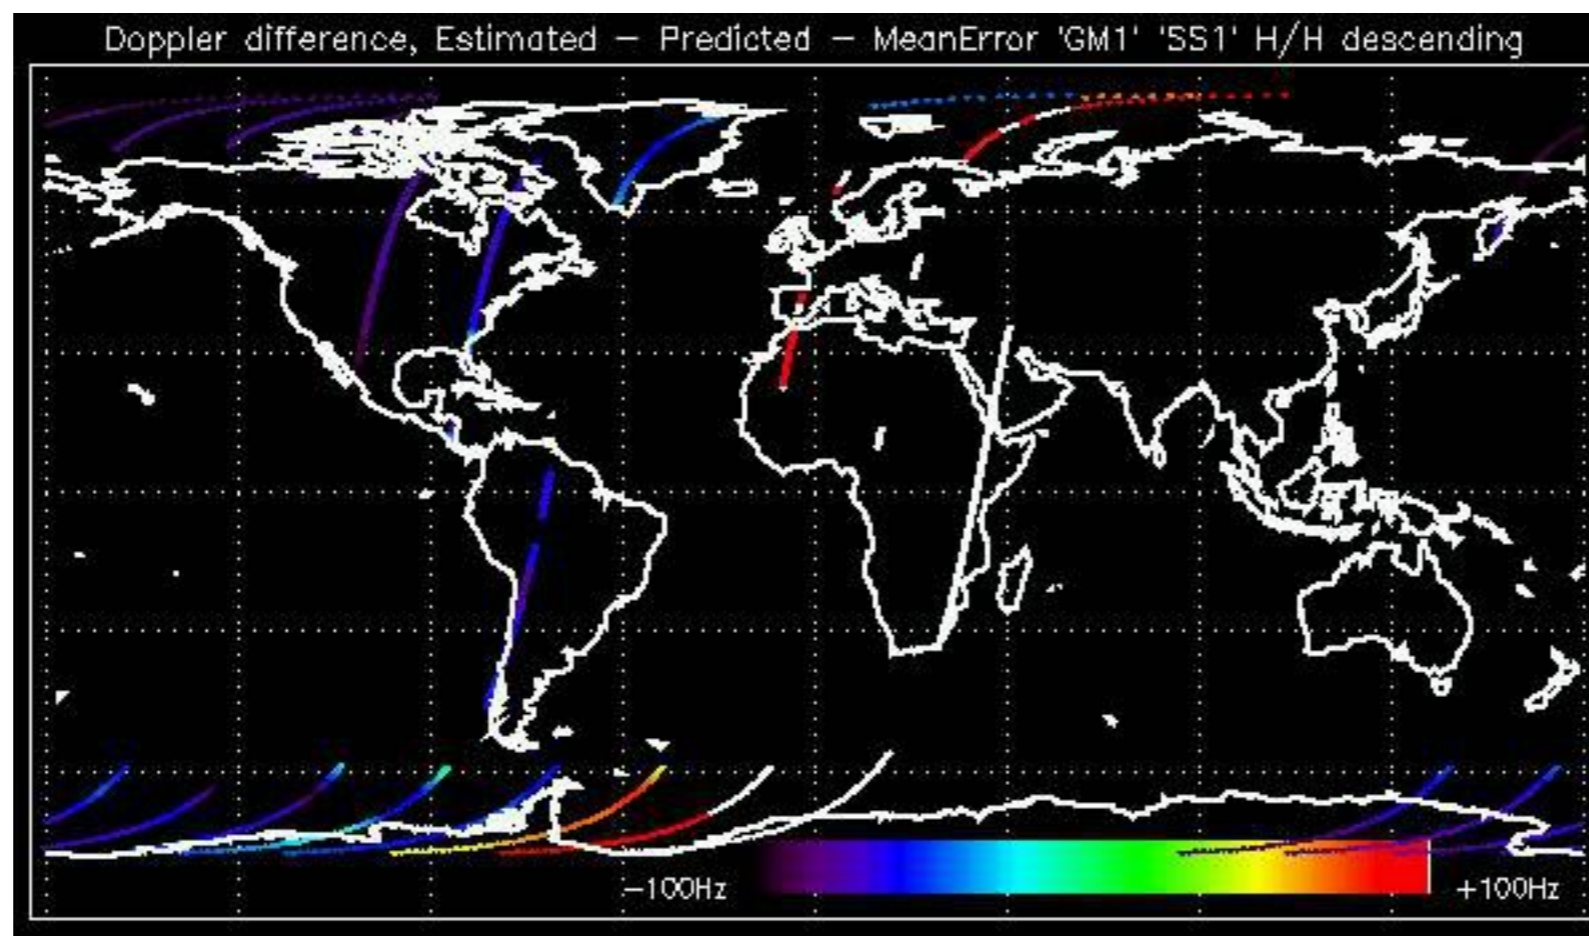 Doppler difference, Estimated – Predicted – MeanError 'GM1' 'SS1' H/H descending
–100Hz
+100Hz